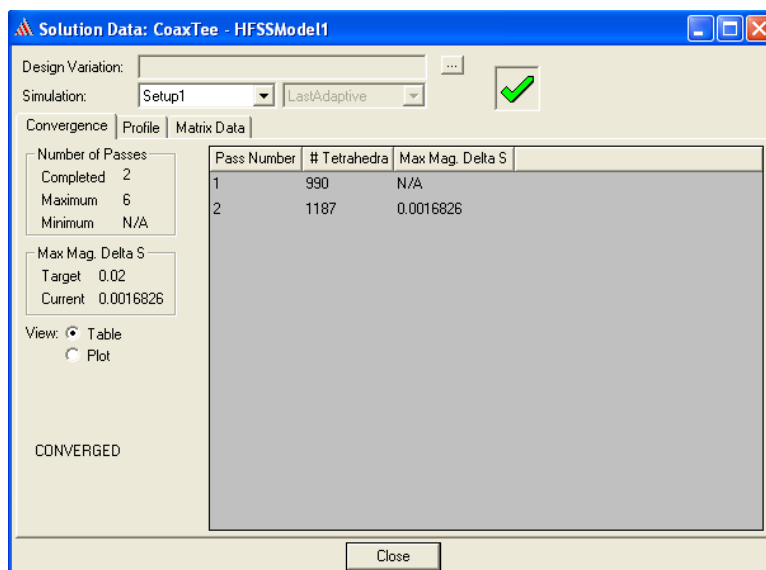 Solution Data: CoaxTee - HFSSModel1
Design Variation:
...
Simulation: Setup1 LastAdaptive
Convergence Profile Matrix Data
Number of Passes
Completed 2
Maximum 6
Minimum N/A
Max Mag. Delta S
Target 0.02
Current 0.0016826
View: Table
Plot
CONVERGED
Pass Number # Tetrahedra Max Mag. Delta S
1 990 N/A
2 1187 0.0016826
Close